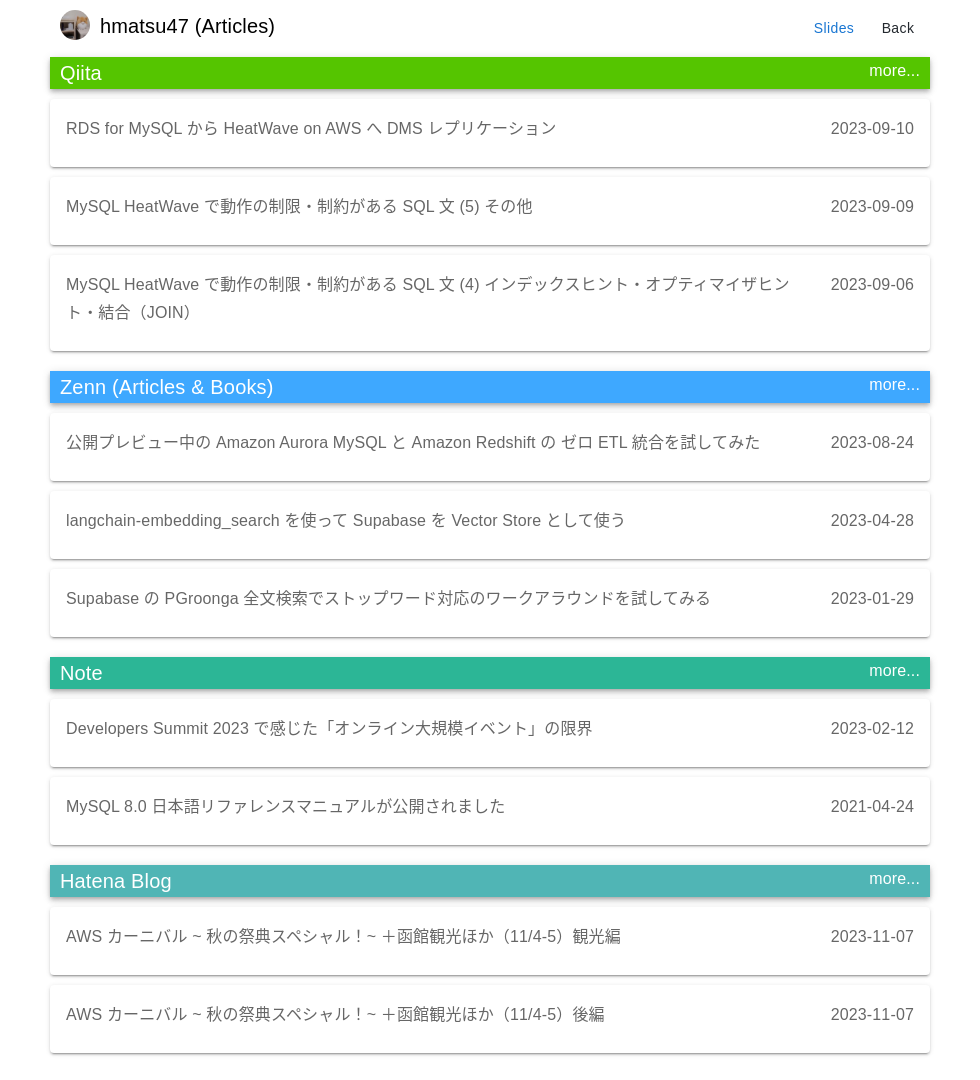 hmatsu47 (Articles)
Slides
Back
Qiita
more...
RDS for MySQL から HeatWave on AWS へ DMS レプリケーション
2023-09-10
MySQL HeatWave で動作の制限・制約がある SQL 文 (5) その他
2023-09-09
MySQL HeatWave で動作の制限・制約がある SQL 文 (4) インデックスヒント・オプティマイザヒン
ト・結合（JOIN）
2023-09-06
Zenn (Articles & Books)
more...
公開プレビュー中の Amazon Aurora MySQL と Amazon Redshift の ゼロ ETL 統合を試してみた
2023-08-24
langchain-embedding_search を使って Supabase を Vector Store として使う
2023-04-28
Supabase の PGroonga 全文検索でストップワード対応のワークアラウンドを試してみる
2023-01-29
Note
more...
Developers Summit 2023 で感じた「オンライン大規模イベント」の限界
2023-02-12
MySQL 8.0 日本語リファレンスマニュアルが公開されました
2021-04-24
Hatena Blog
more...
AWS カーニバル ~ 秋の祭典スペシャル！~ ＋函館観光ほか（11/4-5）観光編
2023-11-07
AWS カーニバル ~ 秋の祭典スペシャル！~ ＋函館観光ほか（11/4-5）後編
2023-11-07